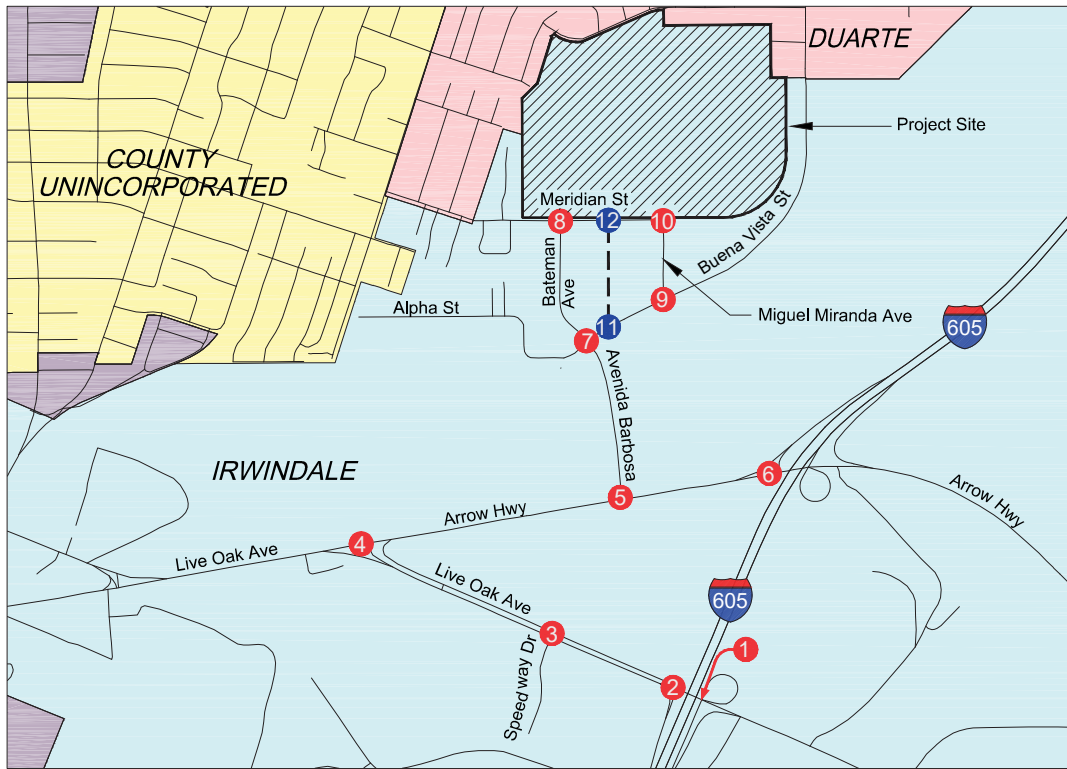 DUARTE
Project Site
COUNTY
UNINCORPORATED
Meridian St
8
12
10
Buena Vista St
Bateman
Ave
9
Alpha St
Miguel Miranda Ave
605
11
7
Avenida Barbosa
IRWINDALE
6
5
Arrow Hwy
Arrow Hwy
4
Live Oak Ave
Live Oak Ave
605
3
1
Speedway Dr
2